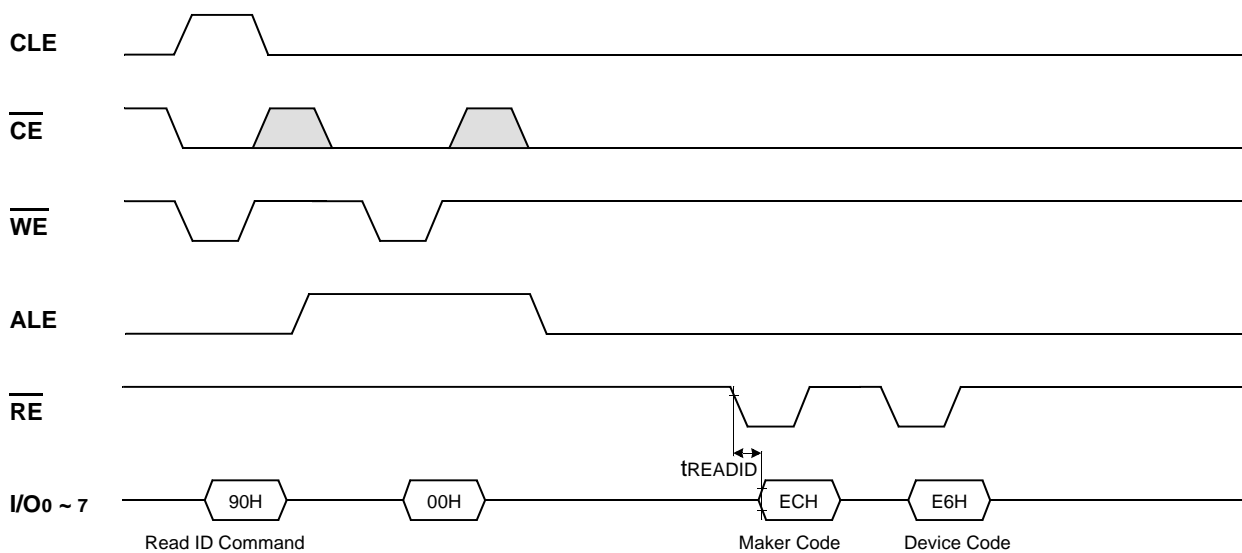 CLE
CE
WE
ALE
RE
tREADID
I/O0 ~ 7
90H
00H
ECH
E6H
Read ID Command
Maker Code
Device Code